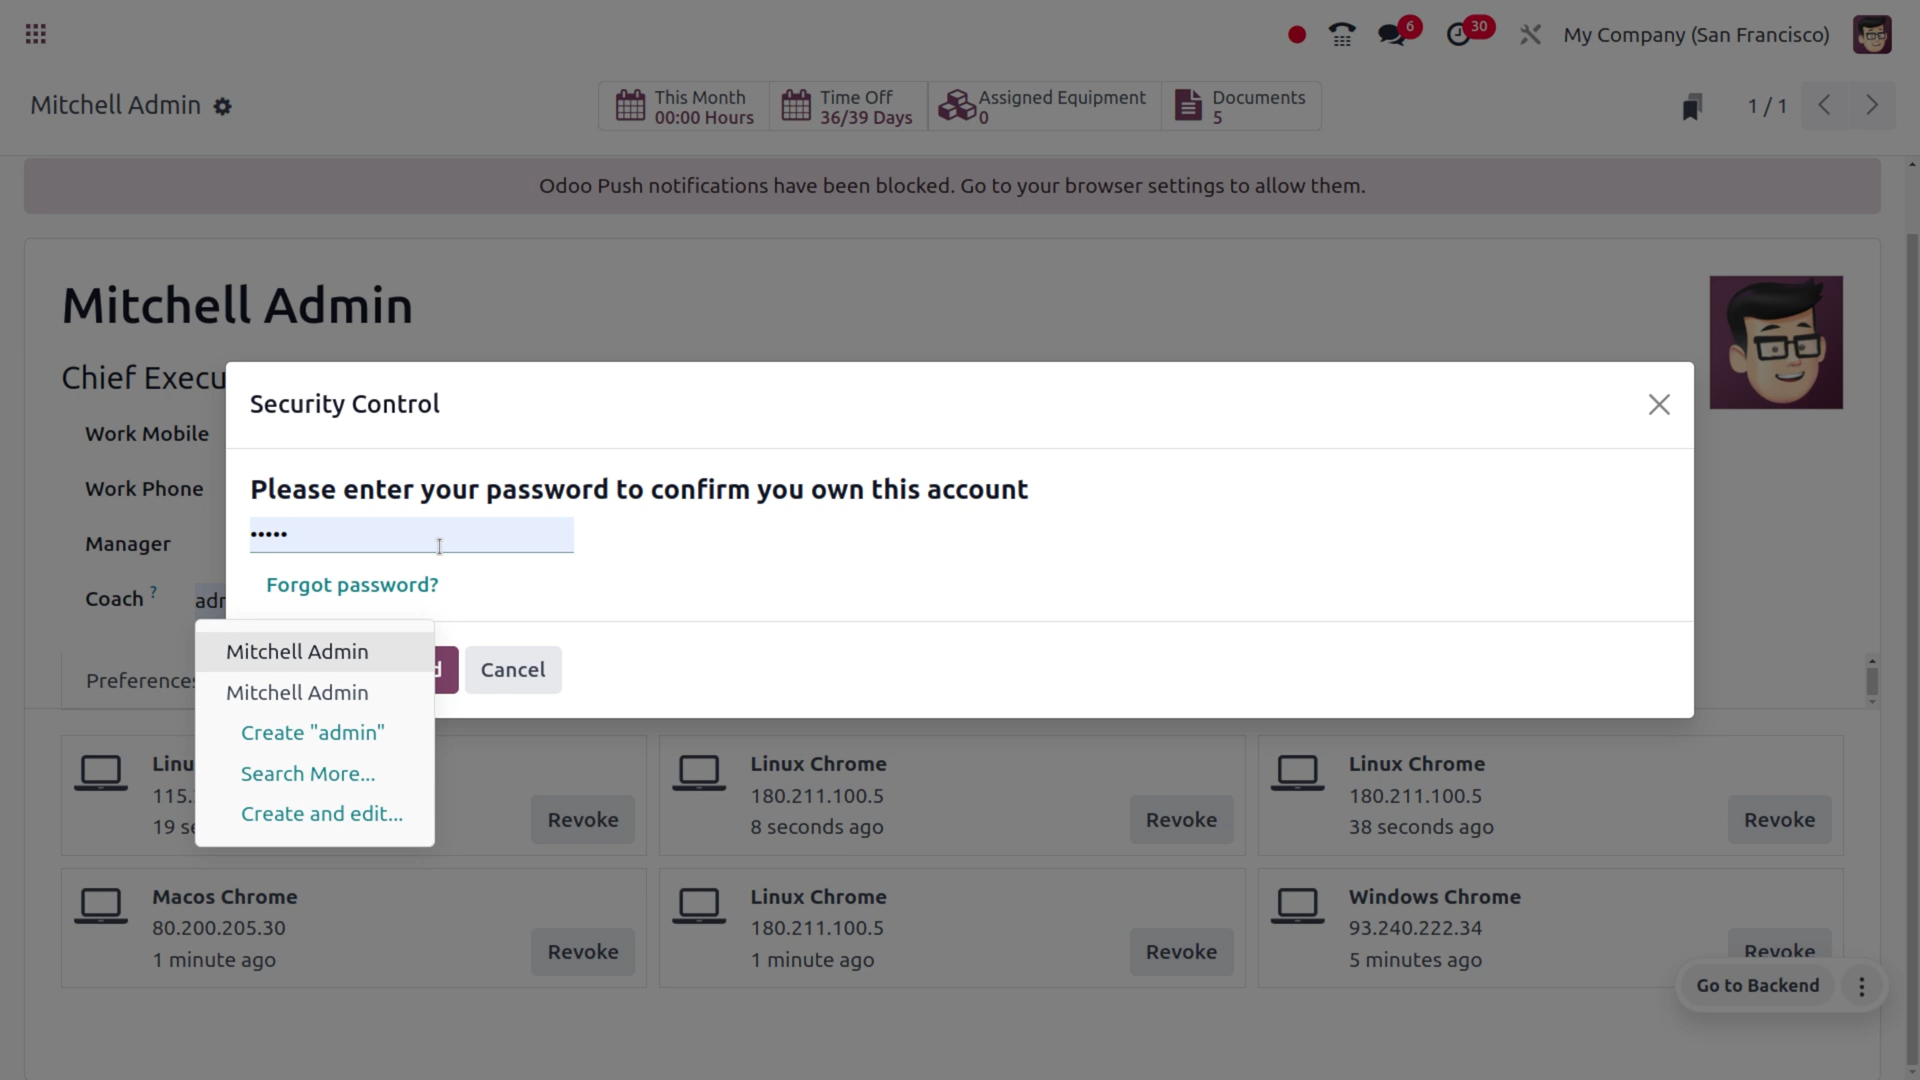 6
30
My Company (San Francisco)
Mitchell Admin
This Month
00:00 Hours
Time Off
36/39 Days
Assigned Equipment
0
Documents
5
1 / 1
Odoo Push notifications have been blocked. Go to your browser settings to allow them.
Mitchell Admin
Chief Execu
Security Control
Work Mobile
Work Phone
Please enter your password to confirm you own this account
•••••
Manager
Forgot password?
Coach ?
adr
Mitchell Admin
Mitchell Admin
Create "admin"
Search More...
Create and edit...
d
Cancel
Preferences
Linu
115.
19 se
Revoke
Linux Chrome
180.211.100.5
8 seconds ago
Revoke
Linux Chrome
180.211.100.5
38 seconds ago
Revoke
Macos Chrome
80.200.205.30
1 minute ago
Revoke
Linux Chrome
180.211.100.5
1 minute ago
Revoke
Windows Chrome
93.240.222.34
5 minutes ago
Revoke
Go to Backend